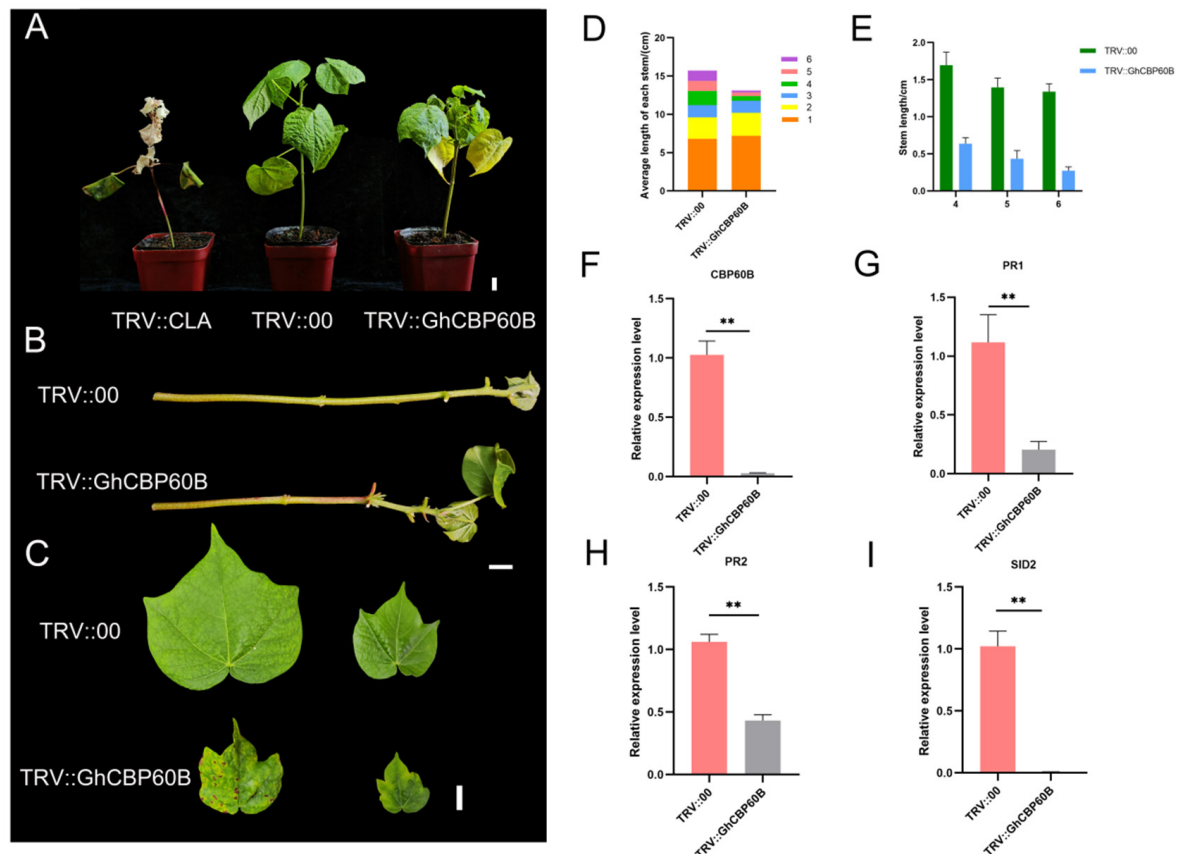 A
TRV::CLA
TRV::00
TRV::GhCBP60B
B
TRV::00
TRV::GhCBP60B
C
TRV::00
TRV::GhCBP60B
D
Average length of each stem/(cm)
20
15
10
5
0
TRV::00
TRV::GhCBP60B
6
5
4
3
2
1
E
Stem length/cm
2.0
1.5
1.0
0.5
0.0
4
5
6
TRV::00
TRV::GhCBP60B
F
CBP60B
Relative expression level
1.5
1.0
0.5
0.0
**
TRV::00
TRV::GhCBP60B
G
PR1
Relative expression level
1.5
1.0
0.5
0.0
**
TRV::00
TRV::GhCBP60B
H
PR2
Relative expression level
1.5
1.0
0.5
0.0
**
TRV::00
TRV::GhCBP60B
I
SID2
Relative expression level
1.5
1.0
0.5
0.0
**
TRV::00
TRV::GhCBP60B